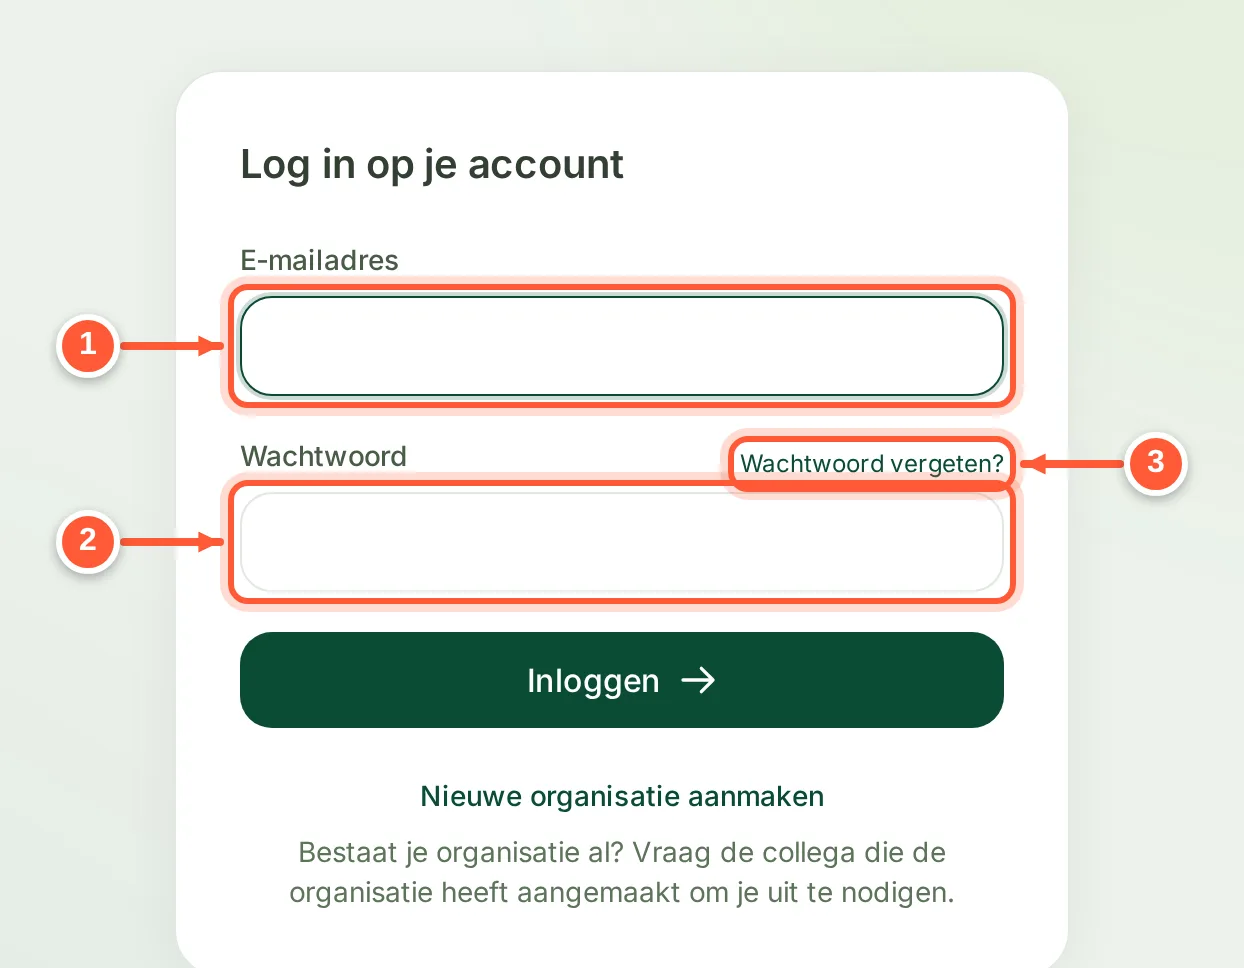 Log in op je account
E-mailadres
1
Wachtwoord
Wachtwoord vergeten?
3
2
Inloggen →
Nieuwe organisatie aanmaken
Bestaat je organisatie al? Vraag de collega die de
organisatie heeft aangemaakt om je uit te nodigen.